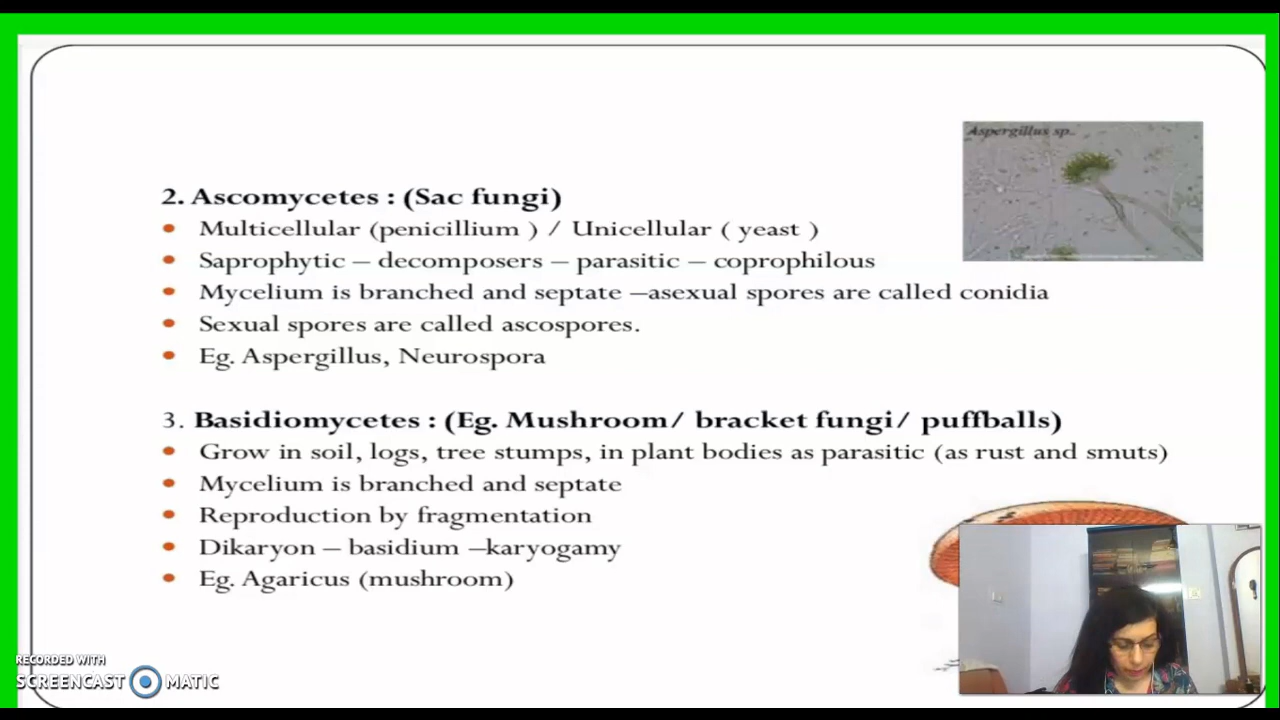 Aspergillus sp..
2. Ascomycetes : (Sac fungi)
Multicellular (penicillium ) / Unicellular ( yeast )
Saprophytic – decomposers – parasitic – coprophilous
Mycelium is branched and septate –asexual spores are called conidia
Sexual spores are called ascospores.
Eg. Aspergillus, Neurospora
3. Basidiomycetes : (Eg. Mushroom/ bracket fungi/ puffballs)
Grow in soil, logs, tree stumps, in plant bodies as parasitic (as rust and smuts)
Mycelium is branched and septate
Reproduction by fragmentation
Dikaryon – basidium –karyogamy
Eg. Agaricus (mushroom)
RECORDED WITH
SCREENCAST MATIC